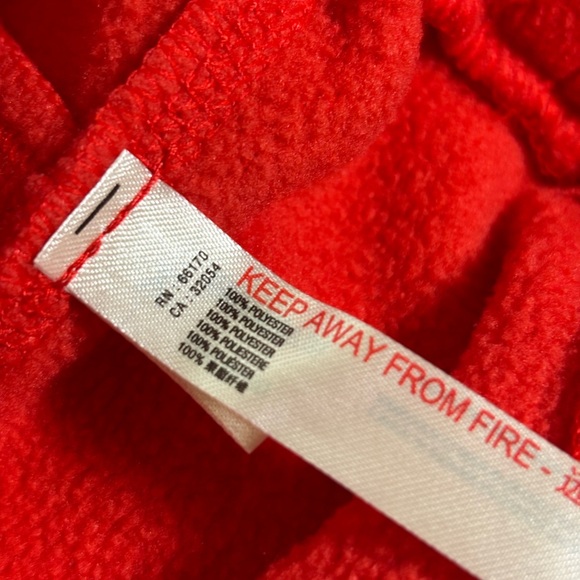 RN : 66170
CA : 32054
100% POLYESTER
100% POLYESTER
100% POLYESTER
100% POLIESTERE
100% POLIÉSTER
100% 聚酯纤维
KEEP AWAY FROM FIRE -